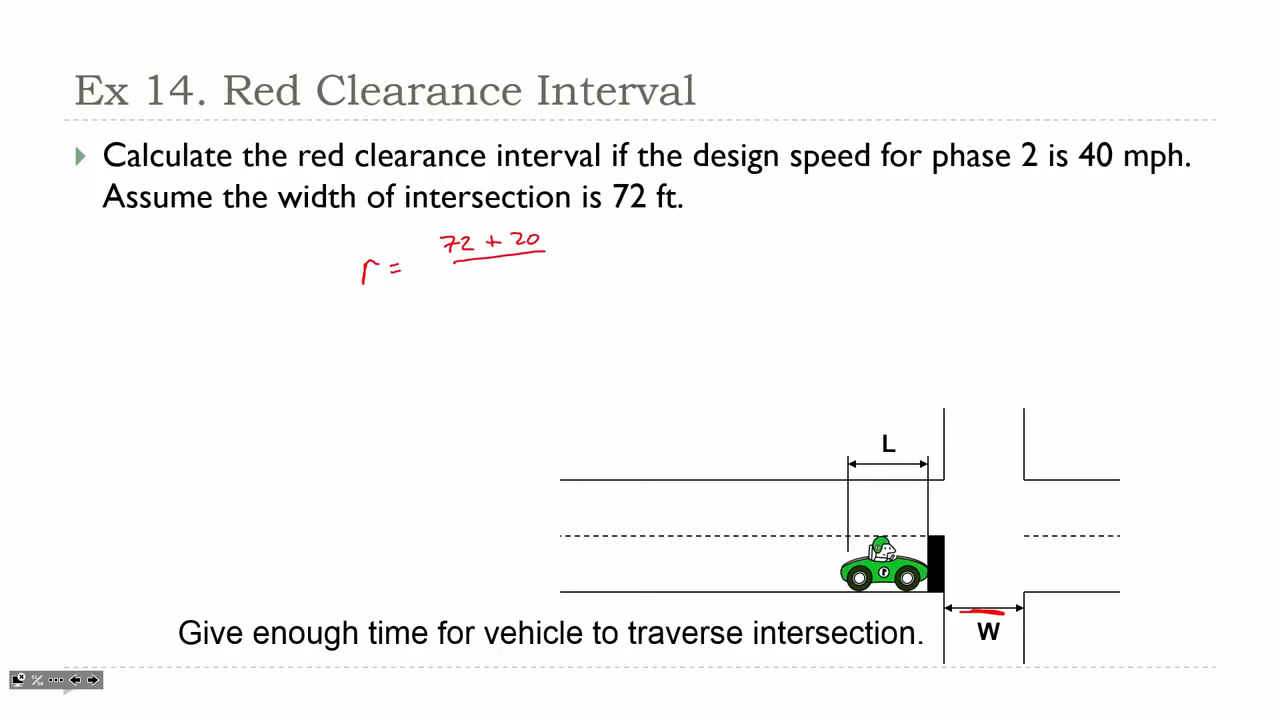 Ex 14. Red Clearance Interval
Calculate the red clearance interval if the design speed for phase 2 is 40 mph.
Assume the width of intersection is 72 ft.
72 + 20
r =
L
Give enough time for vehicle to traverse intersection.
W